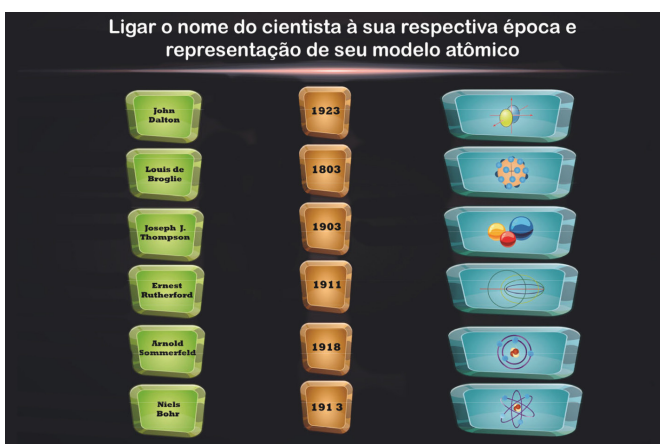 Ligar o nome do cientista à sua respectiva época e
representação de seu modelo atômico
John
Dalton
1923
Louis de
Broglie
1803
Joseph J.
Thompson
1903
Ernest
Rutherford
1911
Arnold
Sommerfeld
1918
Niels
Bohr
191 3